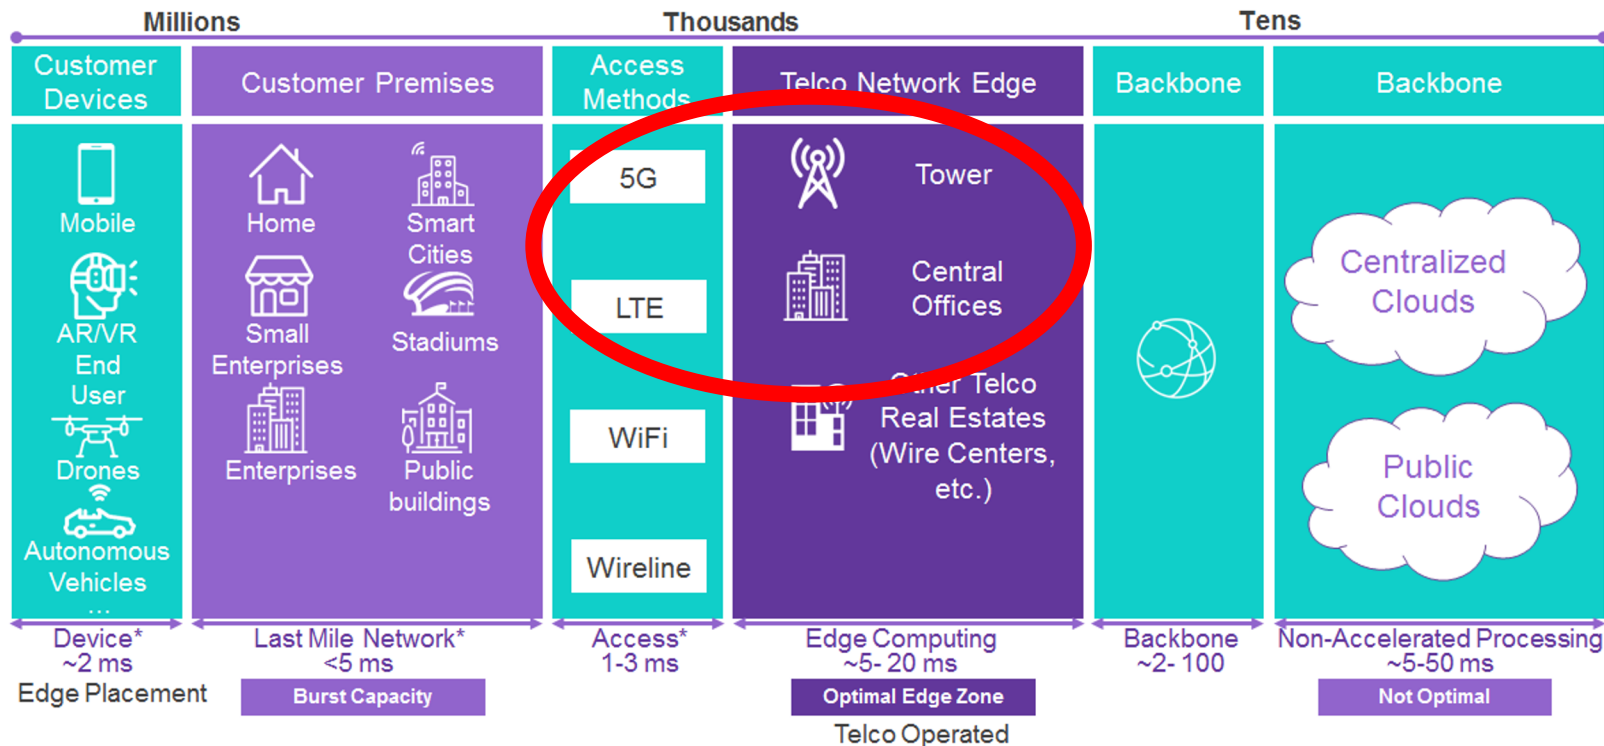 Millions
Thousands
Tens
Customer
Devices
Customer Premises
Access
Methods
Telco Network Edge
Backbone
Backbone
Mobile
AR/VR
End
User
Drones
Autonomous
Vehicles
...
Home
Smart
Cities
Small
Enterprises
Stadiums
Enterprises
Public
buildings
5G
LTE
WiFi
Wireline
Tower
Central
Offices
Other Telco
Real Estates
(Wire Centers,
etc.)
Centralized
Clouds
Public
Clouds
Device*
~2 ms
Last Mile Network*
<5 ms
Access*
1-3 ms
Edge Computing
~5- 20 ms
Backbone
~2- 100
Non-Accelerated Processing
~5-50 ms
Edge Placement
Burst Capacity
Optimal Edge Zone
Not Optimal
Telco Operated